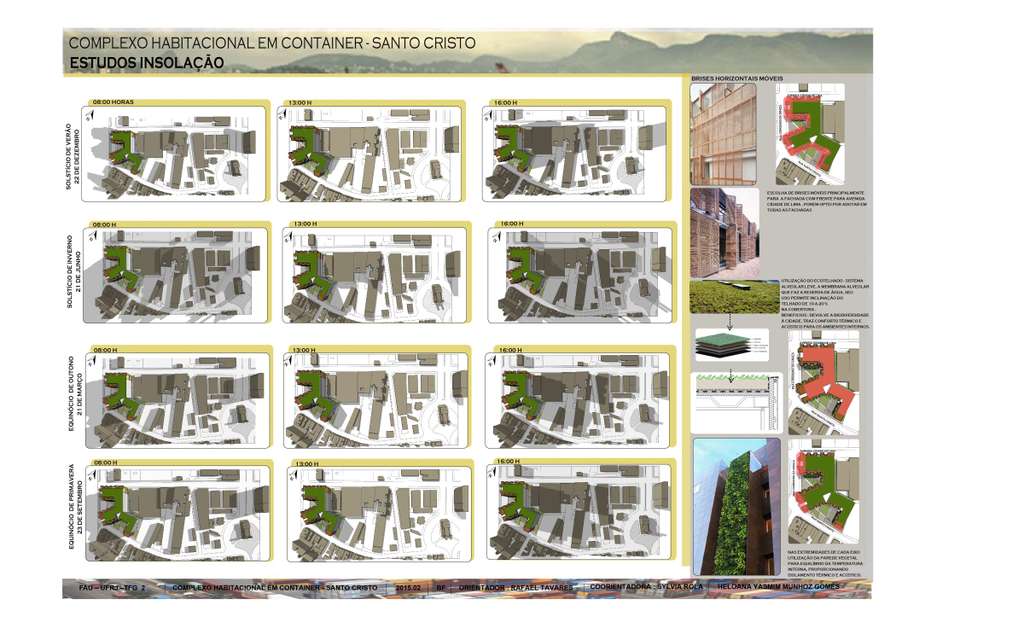 COMPLEXO HABITACIONAL EM CONTAINER - SANTO CRISTO
ESTUDOS INSOLAÇÃO
BRISES HORIZONTAIS MÓVEIS
08:00 HORAS
13:00 H
16:00 H
SOLSTÍCIO DE VERÃO
22 DE DEZEMBRO
ESCOLHA DE BRISES MÓVEIS PRINCIPALMENTE
PARA A FACHADA COM FRENTE PARA AVENIDA
CIDADE DE LIMA, PORÉM OPTEI POR ADOTAR EM
TODAS AS FACHADAS
08:00 H
13:00 H
16:00 H
SOLSTÍCIO DE INVERNO
21 DE JUNHO
UTILIZAÇÃO DO ECOTELHADO - SISTEMA
ALVEOLAR LEVE, A MEMBRANA ALVEOLAR
QUE FAZ A RESERVA DE ÁGUA, SEU
USO PERMITE INCLINAÇÃO DO
TELHADO DE
NA COBERTURA.
BENEFÍCIOS, DEVOLVE A BIODIVERSIDADE
A CIDADE, TRAZ CONFORTO TÉRMICO E
ACÚSTICO PARA OS AMBIENTES INTERNOS.
08:00 H
13:00 H
16:00 H
EQUINÓCIO DE OUTONO
21 DE MARÇO
08:00 H
13:00 H
16:00 H
EQUINÓCIO DE PRIMAVERA
23 DE SETEMBRO
NAS EXTREMIDADES DE CADA EIXO
UTILIZAÇÃO DA PAREDE VEGETAL
PARA EQUILÍBRIO DA TEMPERATURA
INTERNA, PROPORCIONANDO
ISOLAMENTO TÉRMICO E ACÚSTICO.
FAU - UFRJ - TFG 2 COMPLEXO HABITACIONAL EM CONTAINER - SANTO CRISTO 2015.02 RF ORIENTADOR : RAFAEL TAVARES COORIENTADORA : SYLVIA ROLA HELOANA YASMIM MUNHOZ GOMES